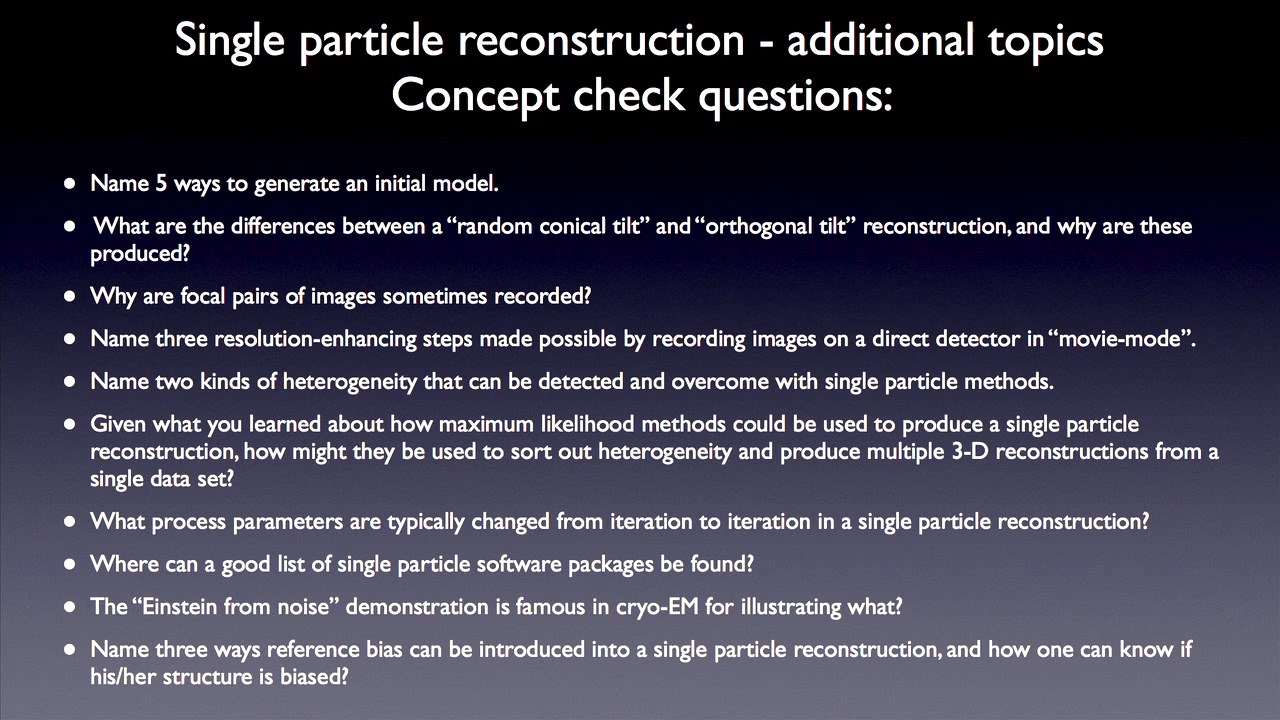 Single particle reconstruction - additional topics
Concept check questions:
● Name 5 ways to generate an initial model.
● What are the differences between a “random conical tilt” and “orthogonal tilt” reconstruction, and why are these
produced?
● Why are focal pairs of images sometimes recorded?
● Name three resolution-enhancing steps made possible by recording images on a direct detector in “movie-mode”.
● Name two kinds of heterogeneity that can be detected and overcome with single particle methods.
● Given what you learned about how maximum likelihood methods could be used to produce a single particle
reconstruction, how might they be used to sort out heterogeneity and produce multiple 3-D reconstructions from a
single data set?
● What process parameters are typically changed from iteration to iteration in a single particle reconstruction?
● Where can a good list of single particle software packages be found?
● The “Einstein from noise” demonstration is famous in cryo-EM for illustrating what?
● Name three ways reference bias can be introduced into a single particle reconstruction, and how one can know if
his/her structure is biased?